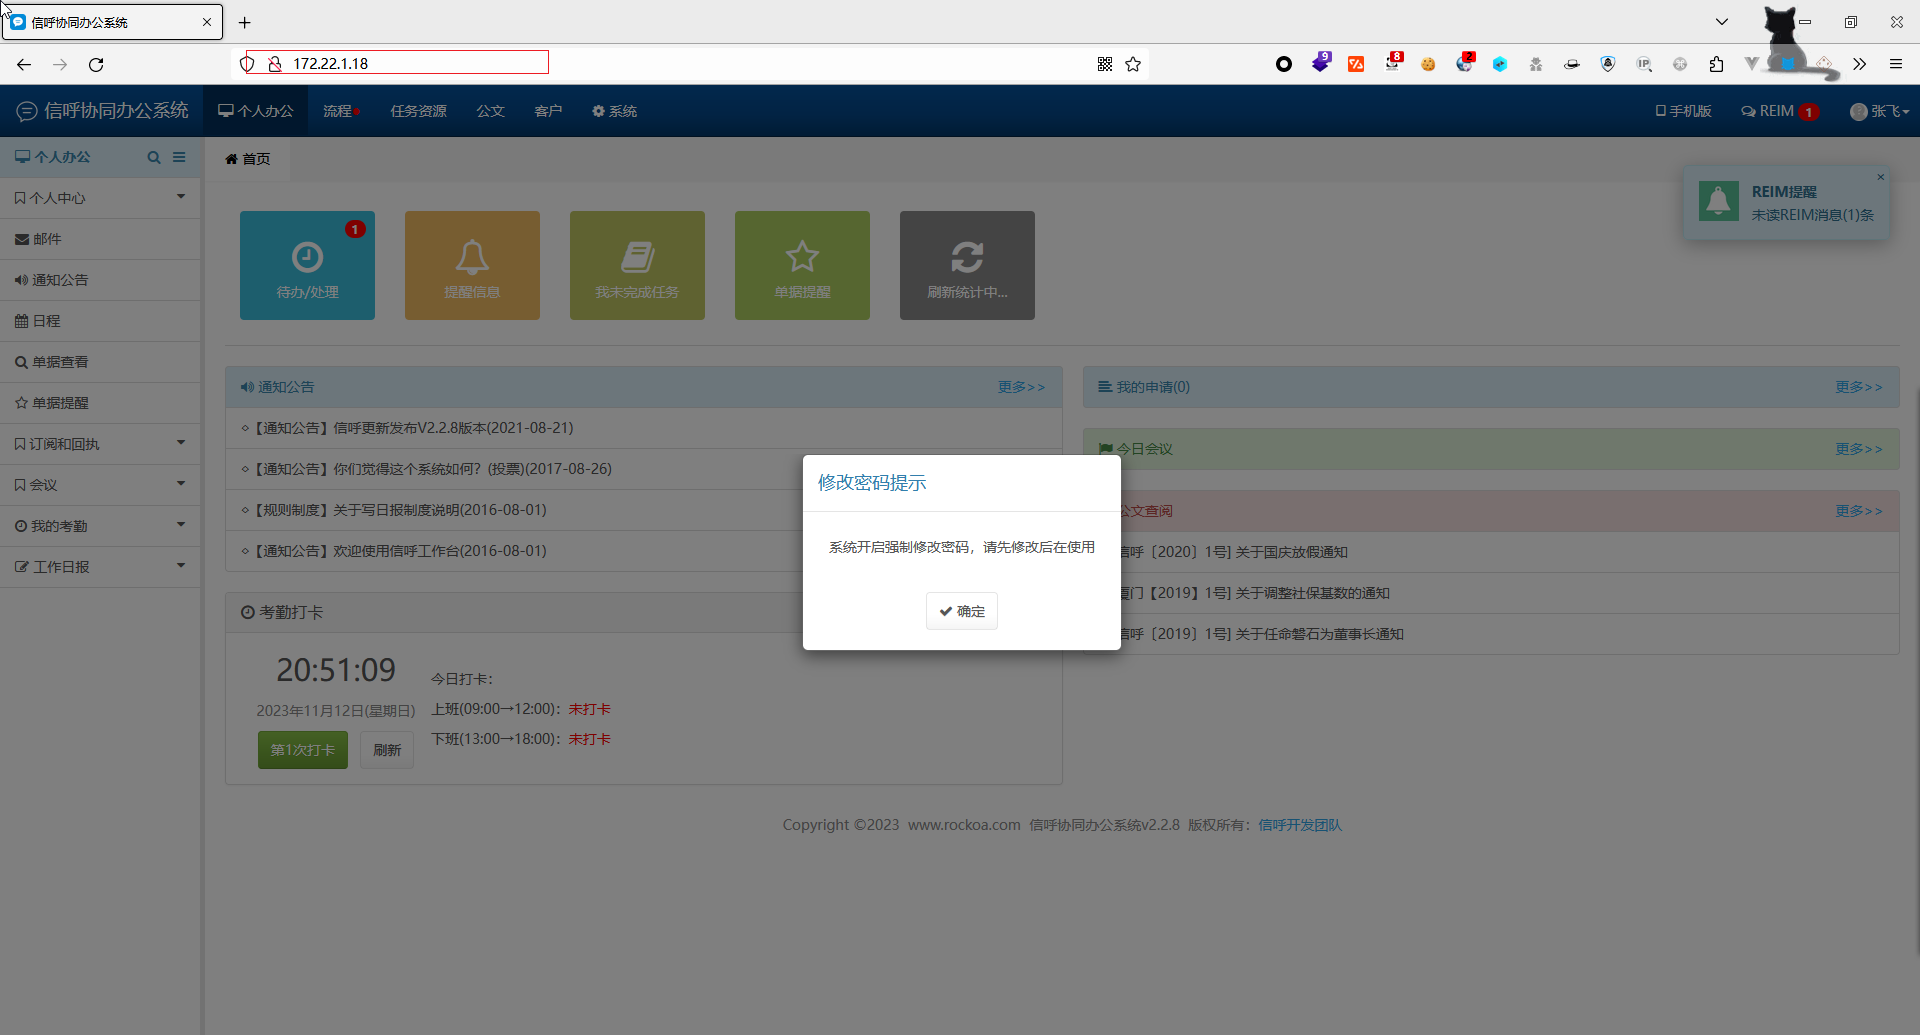 信呼协同办公系统
172.22.1.18
9
8
2
信呼协同办公系统
个人办公
流程
任务资源
公文
客户
系统
手机版
REIM 1
张飞
个人办公
首页
个人中心
邮件
通知公告
日程
单据查看
单据提醒
订阅和回执
会议
我的考勤
工作日报
1
待办/处理
提醒信息
我未完成任务
单据提醒
刷新统计中...
REIM提醒
未读REIM消息(1)条
通知公告
更多>>
【通知公告】信呼更新发布V2.2.8版本(2021-08-21)
【通知公告】你们觉得这个系统如何？(投票)(2017-08-26)
【规则制度】关于写日报制度说明(2016-08-01)
【通知公告】欢迎使用信呼工作台(2016-08-01)
我的申请(0)
更多>>
今日会议
更多>>
公文查阅
更多>>
信呼〔2020〕1号] 关于国庆放假通知
厦门【2019】1号] 关于调整社保基数的通知
信呼〔2019〕1号] 关于任命磐石为董事长通知
修改密码提示
系统开启强制修改密码，请先修改后在使用
确定
考勤打卡
20:51:09
2023年11月12日(星期日)
第1次打卡
刷新
今日打卡：
上班(09:00→12:00)：未打卡
下班(13:00→18:00)：未打卡
Copyright ©2023 www.rockoa.com 信呼协同办公系统v2.2.8 版权所有：信呼开发团队